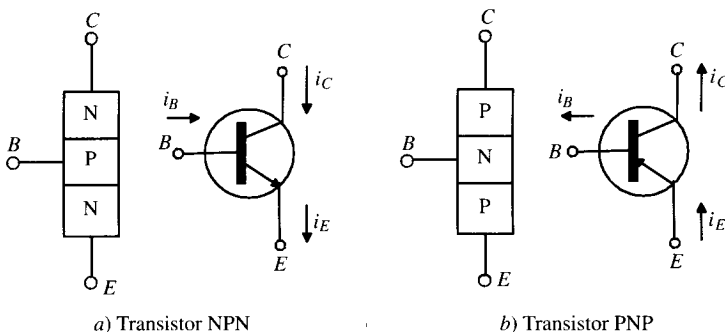 C
N
P
N
B
E
C
i_B
i_C
B
i_E
E
a) Transistor NPN
C
P
N
P
B
E
C
i_B
i_C
B
i_E
E
b) Transistor PNP